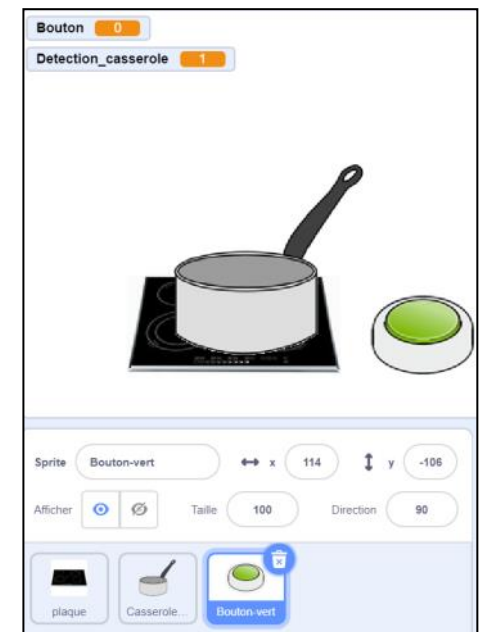 Bouton 0
Detection_casserole 1
Sprite Bouton-vert x 114 y -106
Afficher Taille 100 Direction 90
plaque Casserole... Bouton-vert